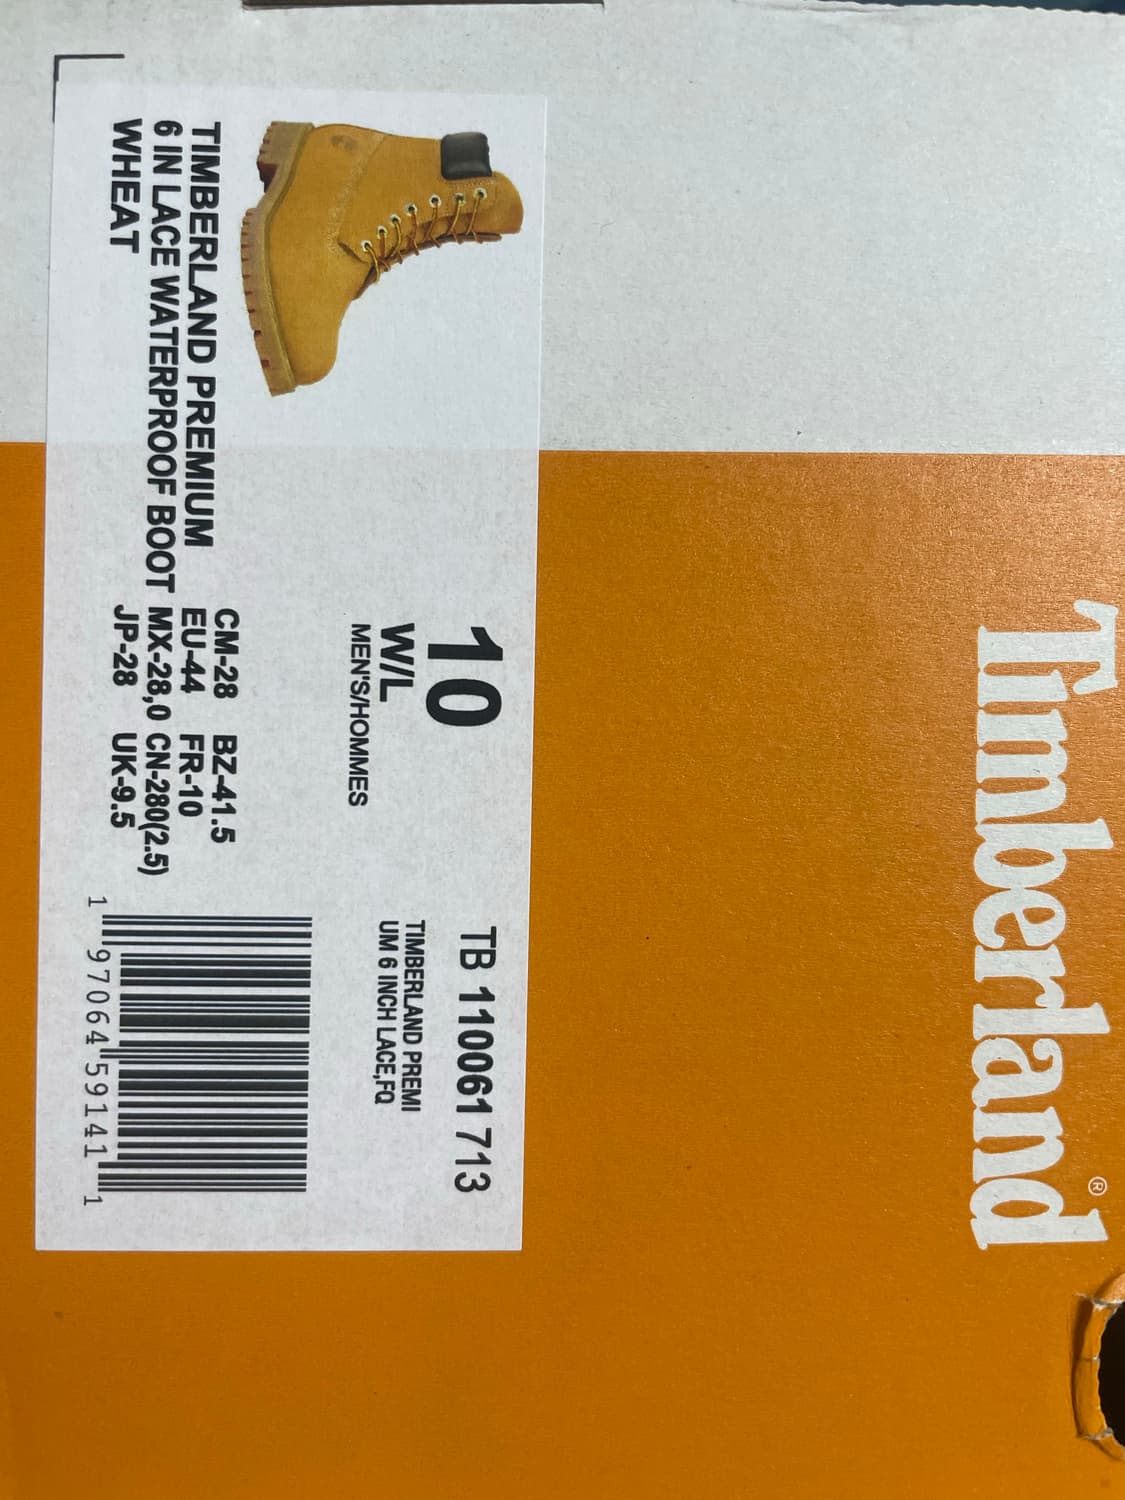 Timberland®
10
W/L
MEN'S/HOMMES
TB 110061 713
TIMBERLAND PREMI
UM 6 INCH LACE,FQ
TIMBERLAND PREMIUM
6 IN LACE WATERPROOF BOOT
WHEAT
CM-28 BZ-41.5
EU-44 FR-10
MX-28,0 CN-280(2.5)
JP-28 UK-9.5
1 97064 59141 1